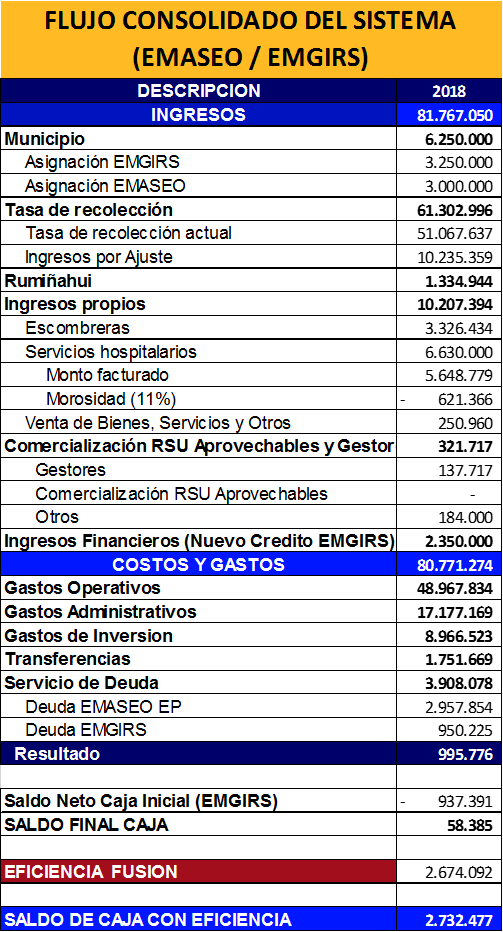 FLUJO CONSOLIDADO DEL SISTEMA
(EMASEO / EMGIRS)
DESCRIPCION 2018
INGRESOS 81.767.050
Municipio 6.250.000
Asignación EMGIRS 3.250.000
Asignación EMASEO 3.000.000
Tasa de recolección 61.302.996
Tasa de recolección actual 51.067.637
Ingresos por Ajuste 10.235.359
Rumiñahui 1.334.944
Ingresos propios 10.207.394
Escombreras 3.326.434
Servicios hospitalarios 6.630.000
Monto facturado 5.648.779
Morosidad (11%) - 621.366
Venta de Bienes, Servicios y Otros 250.960
Comercialización RSU Aprovechables y Gestor 321.717
Gestores 137.717
Comercialización RSU Aprovechables -
Otros 184.000
Ingresos Financieros (Nuevo Credito EMGIRS) 2.350.000
COSTOS Y GASTOS 80.771.274
Gastos Operativos 48.967.834
Gastos Administrativos 17.177.169
Gastos de Inversion 8.966.523
Transferencias 1.751.669
Servicio de Deuda 3.908.078
Deuda EMASEO EP 2.957.854
Deuda EMGIRS 950.225
Resultado 995.776
Saldo Neto Caja Inicial (EMGIRS) - 937.391
SALDO FINAL CAJA 58.385
EFICIENCIA FUSION 2.674.092
SALDO DE CAJA CON EFICIENCIA 2.732.477